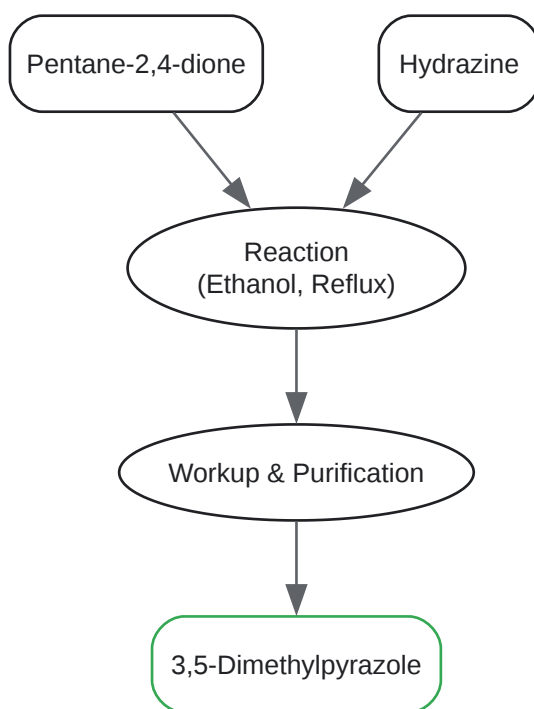 Pentane-2,4-dione
Hydrazine
Reaction
(Ethanol, Reflux)
Workup & Purification
3,5-Dimethylpyrazole